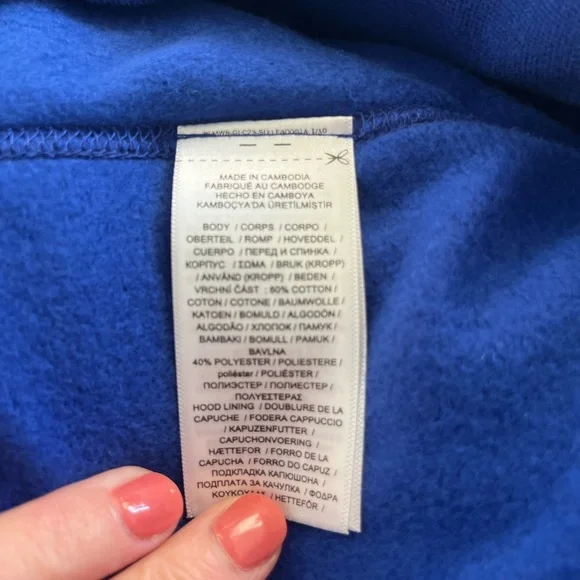 MADE IN CAMBODIA
FABRIQUÉ AU CAMBODGE
HECHO EN CAMBOYA
KAMBOÇYA'DA ÜRETİLMİŞTİR
BODY / CORPS / CORPO /
OBERTEIL / ROMP / HOVEDDEL /
CUERPO / ПЕРЕД И СПИНКА /
КОРПУС / ΣΩΜΑ / BRUK (KROPP)
/ ANVÄND (KROPP) / BEDEN /
VRCHNÍ ČÁST : 60% COTTON /
COTON / COTONE / BAUMWOLLE /
KATOEN / BOMULD / ALGODÓN /
ALGODÃO / ХЛОПОК / ПАМУК /
BAMBAKI / BOMULL / PAMUK /
BAVLNA
40% POLYESTER / POLIESTERE /
poliéster / POLIÉSTER /
ПОЛИЭСТЕР / ПОЛИЕСТЕР /
ΠΟΛΥΕΣΤΕΡΑΣ
HOOD LINING / DOUBLURE DE LA
CAPUCHE / FODERA CAPPUCCIO
/ KAPUZENFUTTER /
CAPUCHONVOERING /
HÆTTEFOR / FORRO DE LA
CAPUCHA / FORRO DO CAPUZ /
ПОДКЛАДКА КАПЮШОНА /
ПОДПЛАТА ЗА КАЧУЛКА / ΦΟΔΡΑ
/ HETTEFÔR /